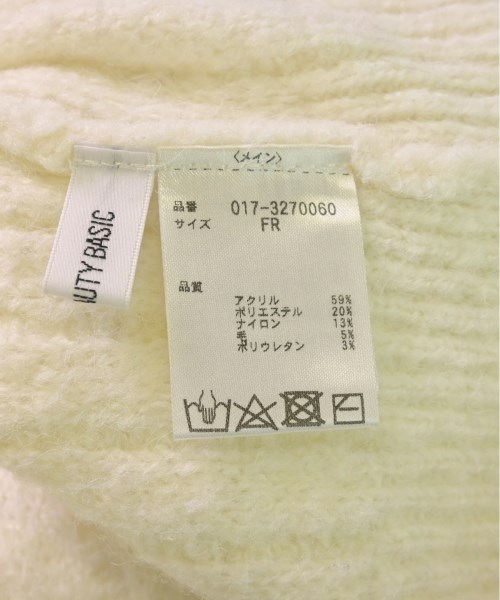 〈メイン〉
UTY BASIC
品番 017-3270060
サイズ FR
品質
アクリル 59%
ポリエステル 20%
ナイロン 13%
毛 5%
ポリウレタン 3%